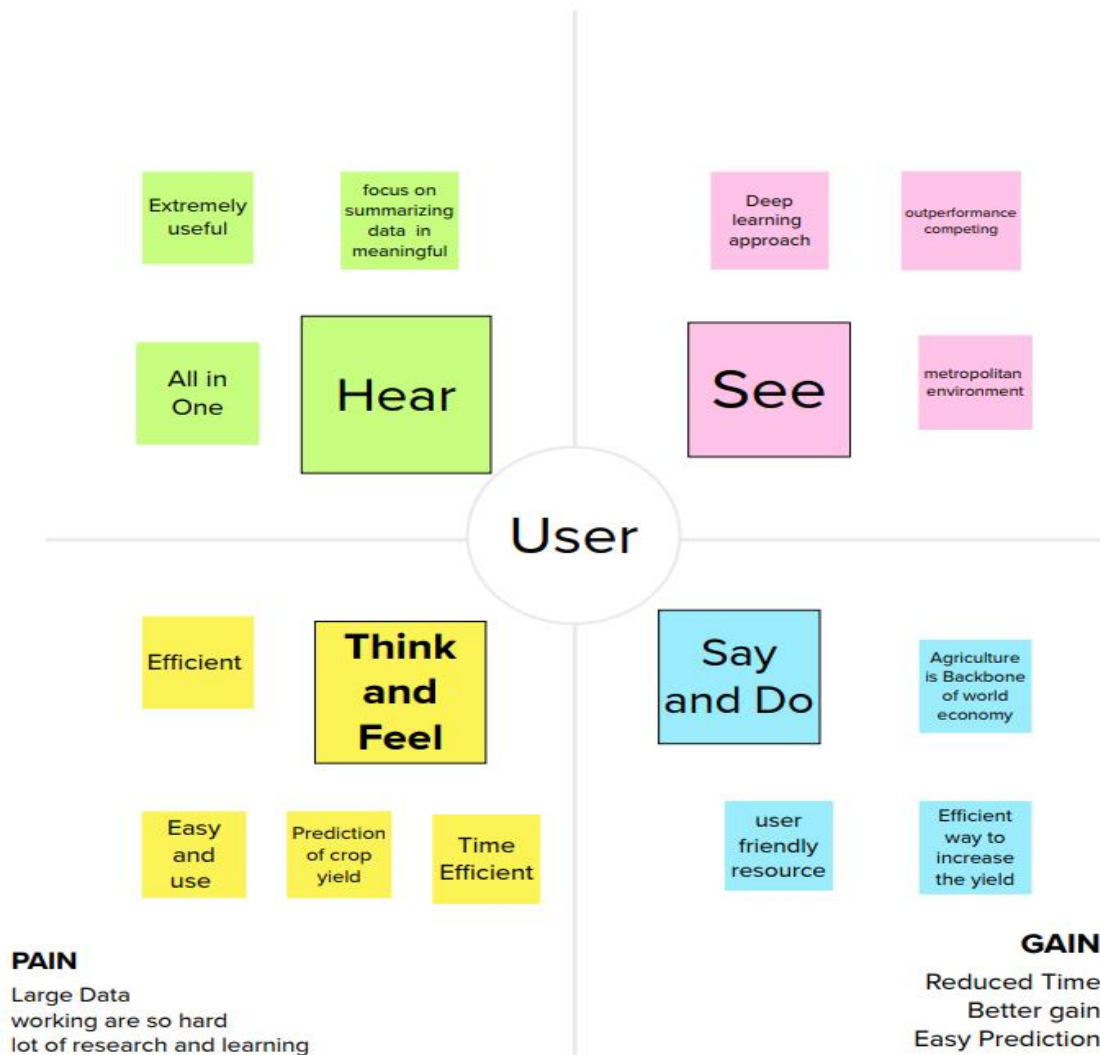 Extremely
useful
focus on
summarizing
data in
meaningful
All in
One
Hear
Deep
learning
approach
outperformance
competing
See
metropolitan
environment
User
Efficient
Think
and
Feel
Easy
and
use
Prediction
of crop
yield
Time
Efficient
Say
and Do
Agriculture
is Backbone
of world
economy
user
friendly
resource
Efficient
way to
increase
the yield
PAIN
Large Data
working are so hard
lot of research and learning
GAIN
Reduced Time
Better gain
Easy Prediction